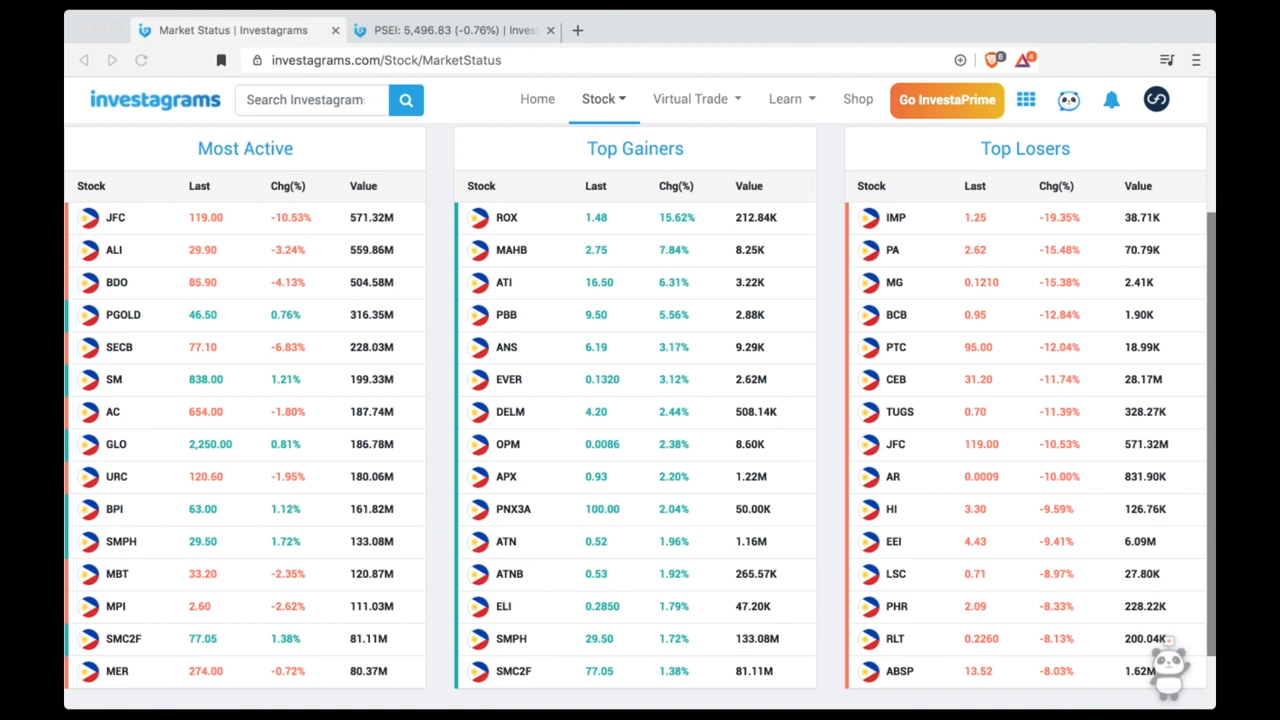 Market Status | Investagrams
PSEI: 5,496.83 (-0.76%) | Inves
investagrams.com/Stock/MarketStatus
6
4
investagrams
Search Investagram
Home
Stock
Virtual Trade
Learn
Shop
Go InvestaPrime
Most Active
Top Gainers
Top Losers
Stock Last Chg(%) Value Stock Last Chg(%) Value Stock Last Chg(%) Value
JFC 119.00 -10.53% 571.32M ROX 1.48 15.62% 212.84K IMP 1.25 -19.35% 38.71K
ALI 29.90 -3.24% 559.86M MAHB 2.75 7.84% 8.25K PA 2.62 -15.48% 70.79K
BDO 85.90 -4.13% 504.58M ATI 16.50 6.31% 3.22K MG 0.1210 -15.38% 2.41K
PGOLD 46.50 0.76% 316.35M PBB 9.50 5.56% 2.88K BCB 0.95 -12.84% 1.90K
SECB 77.10 -6.83% 228.03M ANS 6.19 3.17% 9.29K PTC 95.00 -12.04% 18.99K
SM 838.00 1.21% 199.33M EVER 0.1320 3.12% 2.62M CEB 31.20 -11.74% 28.17M
AC 654.00 -1.80% 187.74M DELM 4.20 2.44% 508.14K TUGS 0.70 -11.39% 328.27K
GLO 2,250.00 0.81% 186.78M OPM 0.0086 2.38% 8.60K JFC 119.00 -10.53% 571.32M
URC 120.60 -1.95% 180.06M APX 0.93 2.20% 1.22M AR 0.0009 -10.00% 831.90K
BPI 63.00 1.12% 161.82M PNX3A 100.00 2.04% 50.00K HI 3.30 -9.59% 126.76K
SMPH 29.50 1.72% 133.08M ATN 0.52 1.96% 1.16M EEI 4.43 -9.41% 6.09M
MBT 33.20 -2.35% 120.87M ATNB 0.53 1.92% 265.57K LSC 0.71 -8.97% 27.80K
MPI 2.60 -2.62% 111.03M ELI 0.2850 1.79% 47.20K PHR 2.09 -8.33% 228.22K
SMC2F 77.05 1.38% 81.11M SMPH 29.50 1.72% 133.08M RLT 0.2260 -8.13% 200.04K
MER 274.00 -0.72% 80.37M SMC2F 77.05 1.38% 81.11M ABSP 13.52 -8.03% 1.62M